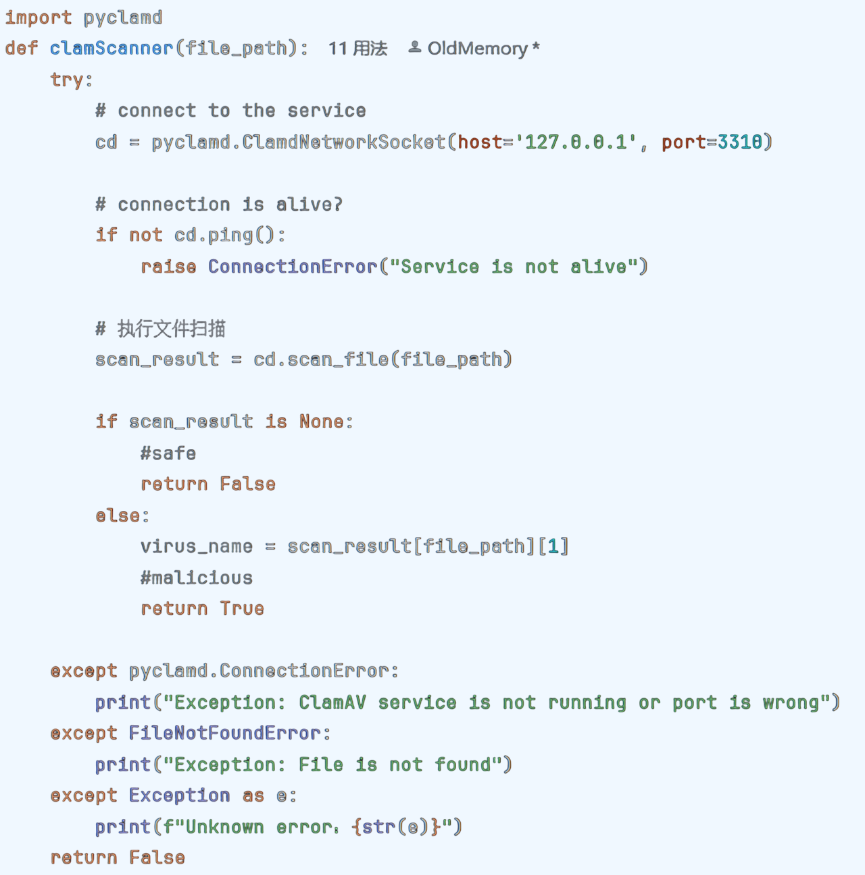 import pyclamd
def clamScanner(file_path): 11 用法 OldMemory *
    try:
        # connect to the service
        cd = pyclamd.ClamdNetworkSocket(host='127.0.0.1', port=3310)

        # connection is alive?
        if not cd.ping():
            raise ConnectionError("Service is not alive")

        # 执行文件扫描
        scan_result = cd.scan_file(file_path)

        if scan_result is None:
            #safe
            return False
        else:
            virus_name = scan_result[file_path][1]
            #malicious
            return True

    except pyclamd.ConnectionError:
        print("Exception: ClamAV service is not running or port is wrong")
    except FileNotFoundError:
        print("Exception: File is not found")
    except Exception as e:
        print(f"Unknown error: {str(e)}")
    return False